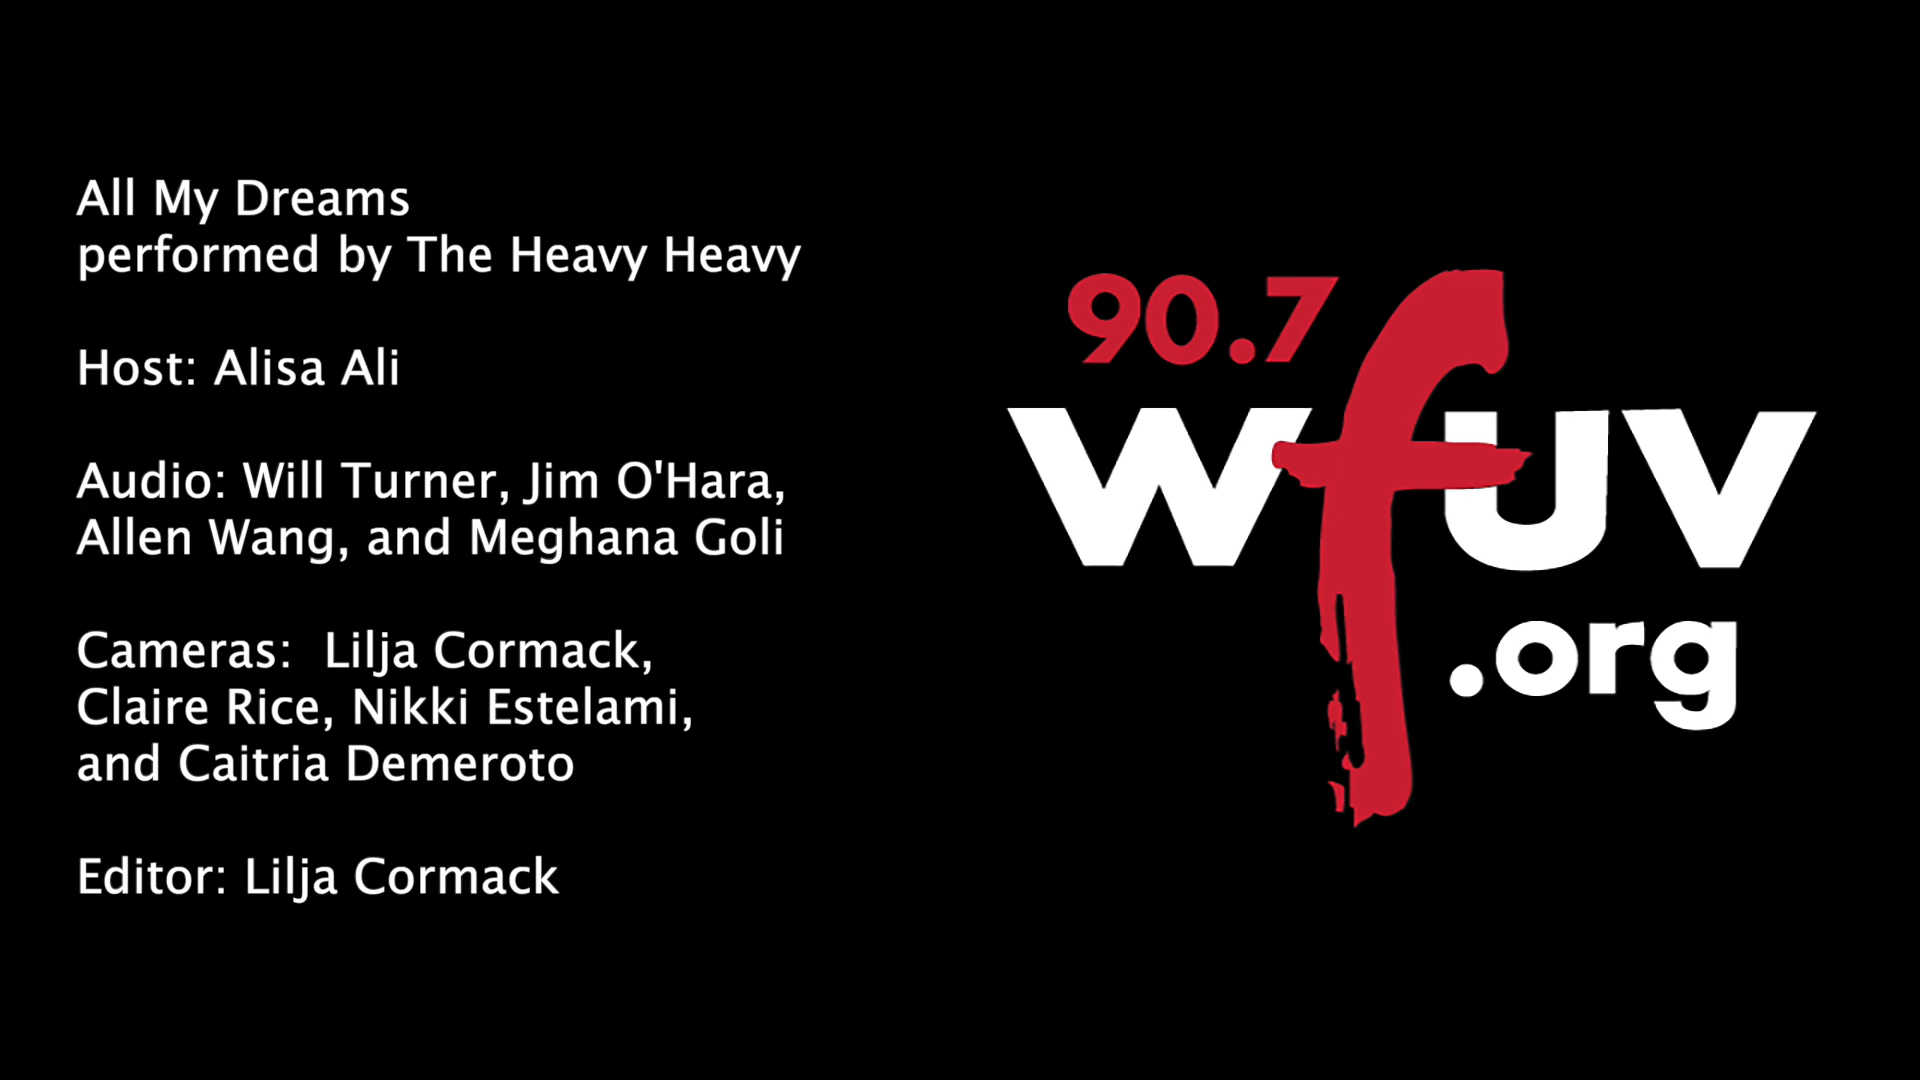 All My Dreams
performed by The Heavy Heavy
Host: Alisa Ali
Audio: Will Turner, Jim O'Hara,
Allen Wang, and Meghana Goli
Cameras:  Lilja Cormack,
Claire Rice, Nikki Estelami,
and Caitria Demeroto
Editor: Lilja Cormack
90.7
wfuv
.org